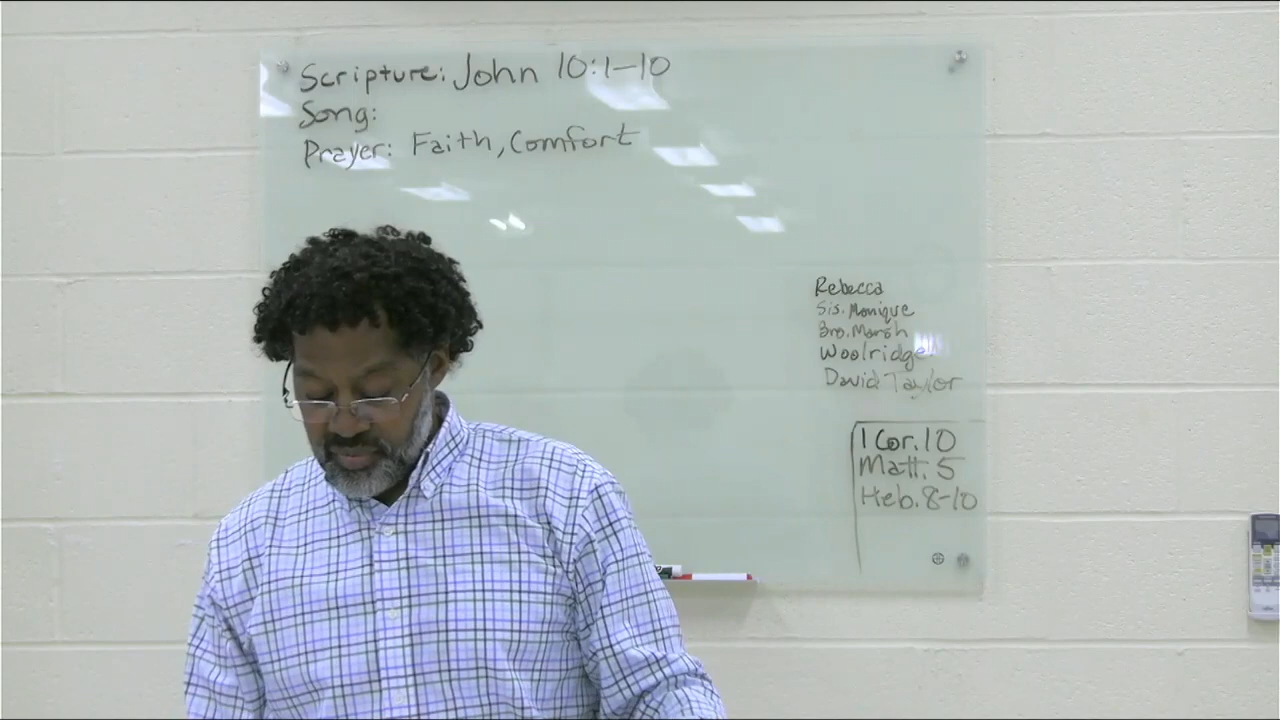 Scripture: John 10:1-10
Song:
Prayer: Faith, Comfort
Rebecca
Sis. Monique
Bro. Marsh
Woolridge
David Taylor
1 Cor. 10
Matt. 5
Heb. 8-10